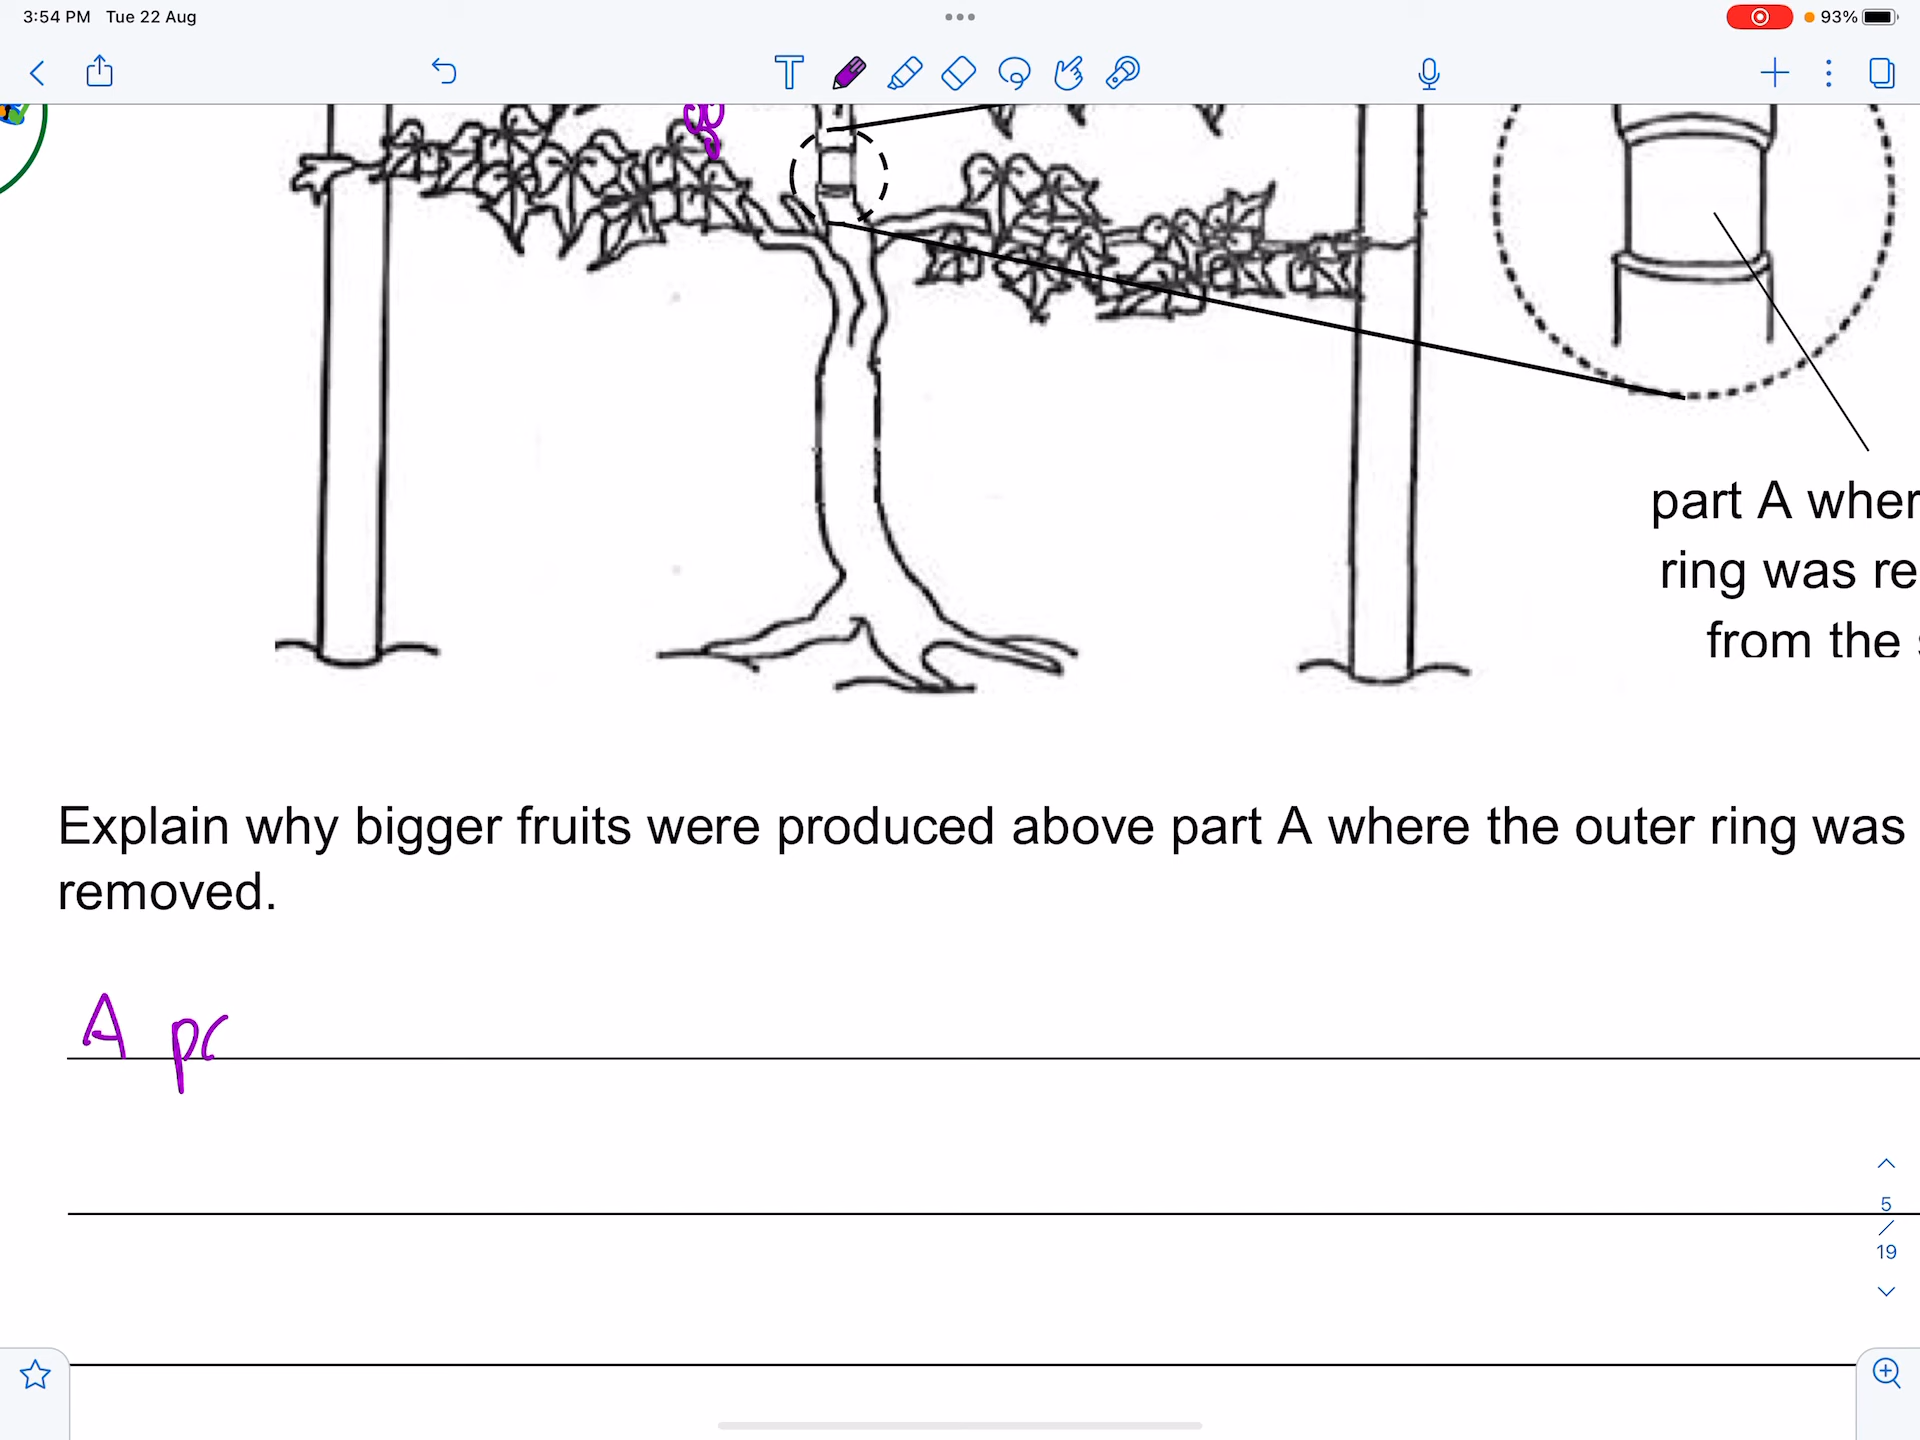 3:54 PM Tue 22 Aug
93%
part A wher
ring was re
from the
Explain why bigger fruits were produced above part A where the outer ring was
removed.
A pa
5
/
19